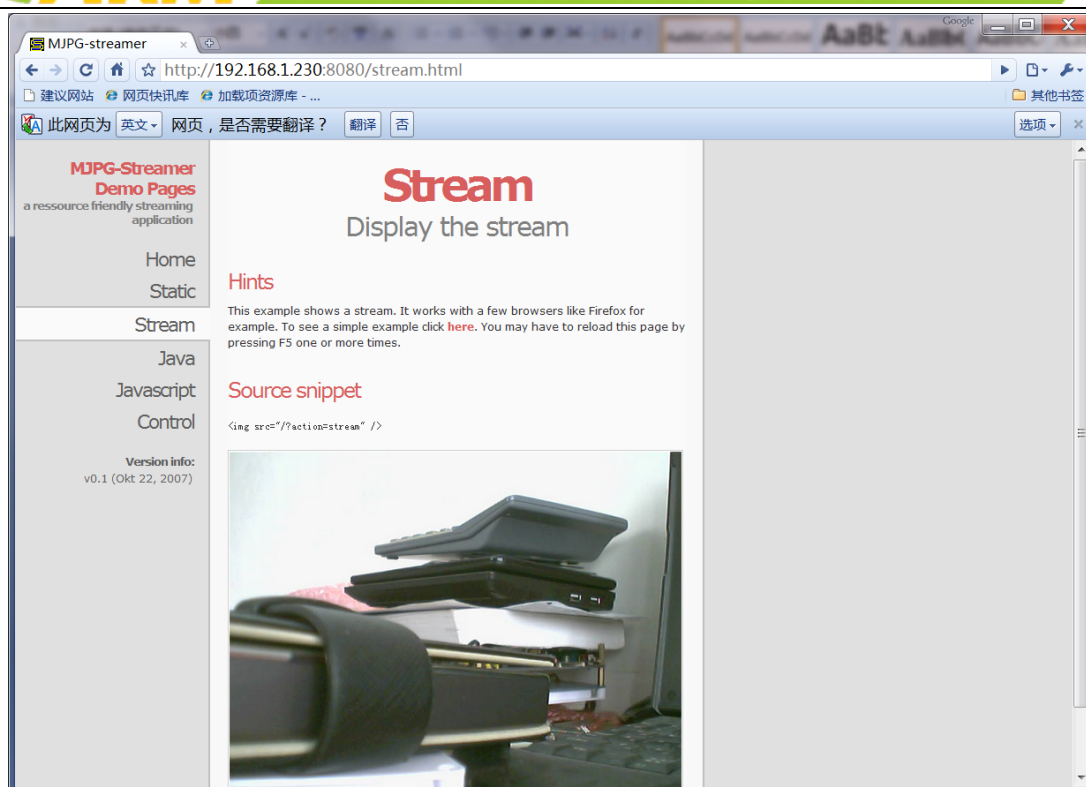 Google
MJPG-streamer
http://192.168.1.230:8080/stream.html
建议网站 网页快讯库 加载项资源库 - ... 其他书签
此网页为 英文 网页，是否需要翻译？ 翻译 否 选项
MJPG-Streamer
Demo Pages
a ressource friendly streaming
application
Home
Static
Stream
Java
Javascript
Control
Version info:
v0.1 (Okt 22, 2007)
Stream
Display the stream
Hints
This example shows a stream. It works with a few browsers like Firefox for
example. To see a simple example click here. You may have to reload this page by
pressing F5 one or more times.
Source snippet
<img src="/?action=stream" />